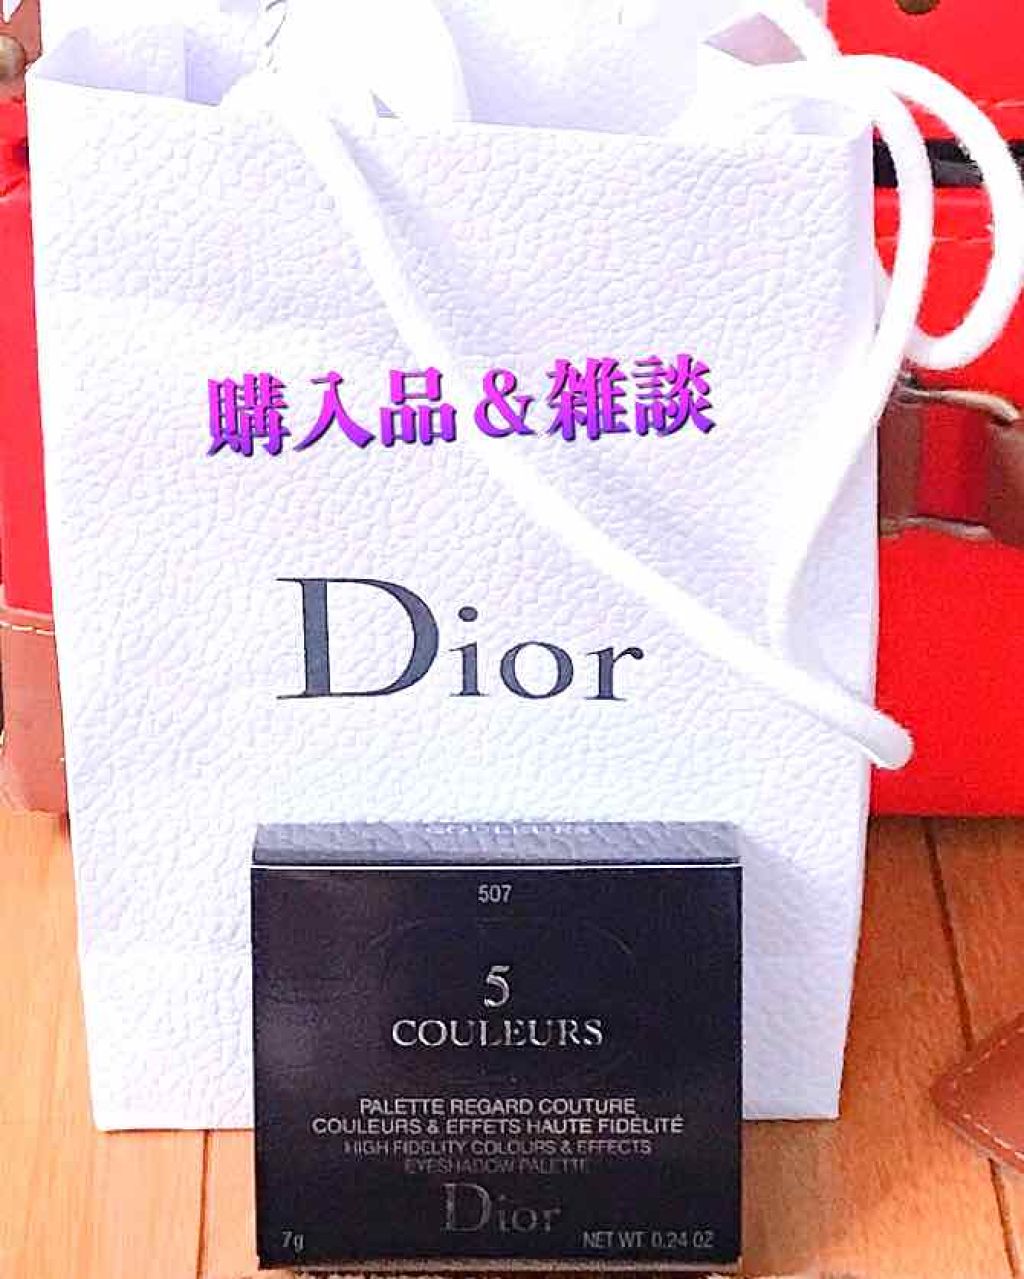 購入品&雑談
Dior
COULEURS
507
5
COULEURS
PALETTE REGARD COUTURE
COULEURS & EFFETS HAUTE FIDÉLITÉ
HIGH FIDELITY COLOURS & EFFECTS
EYESHADOW PALETTE
Dior
7g NET WT 0.24 OZ